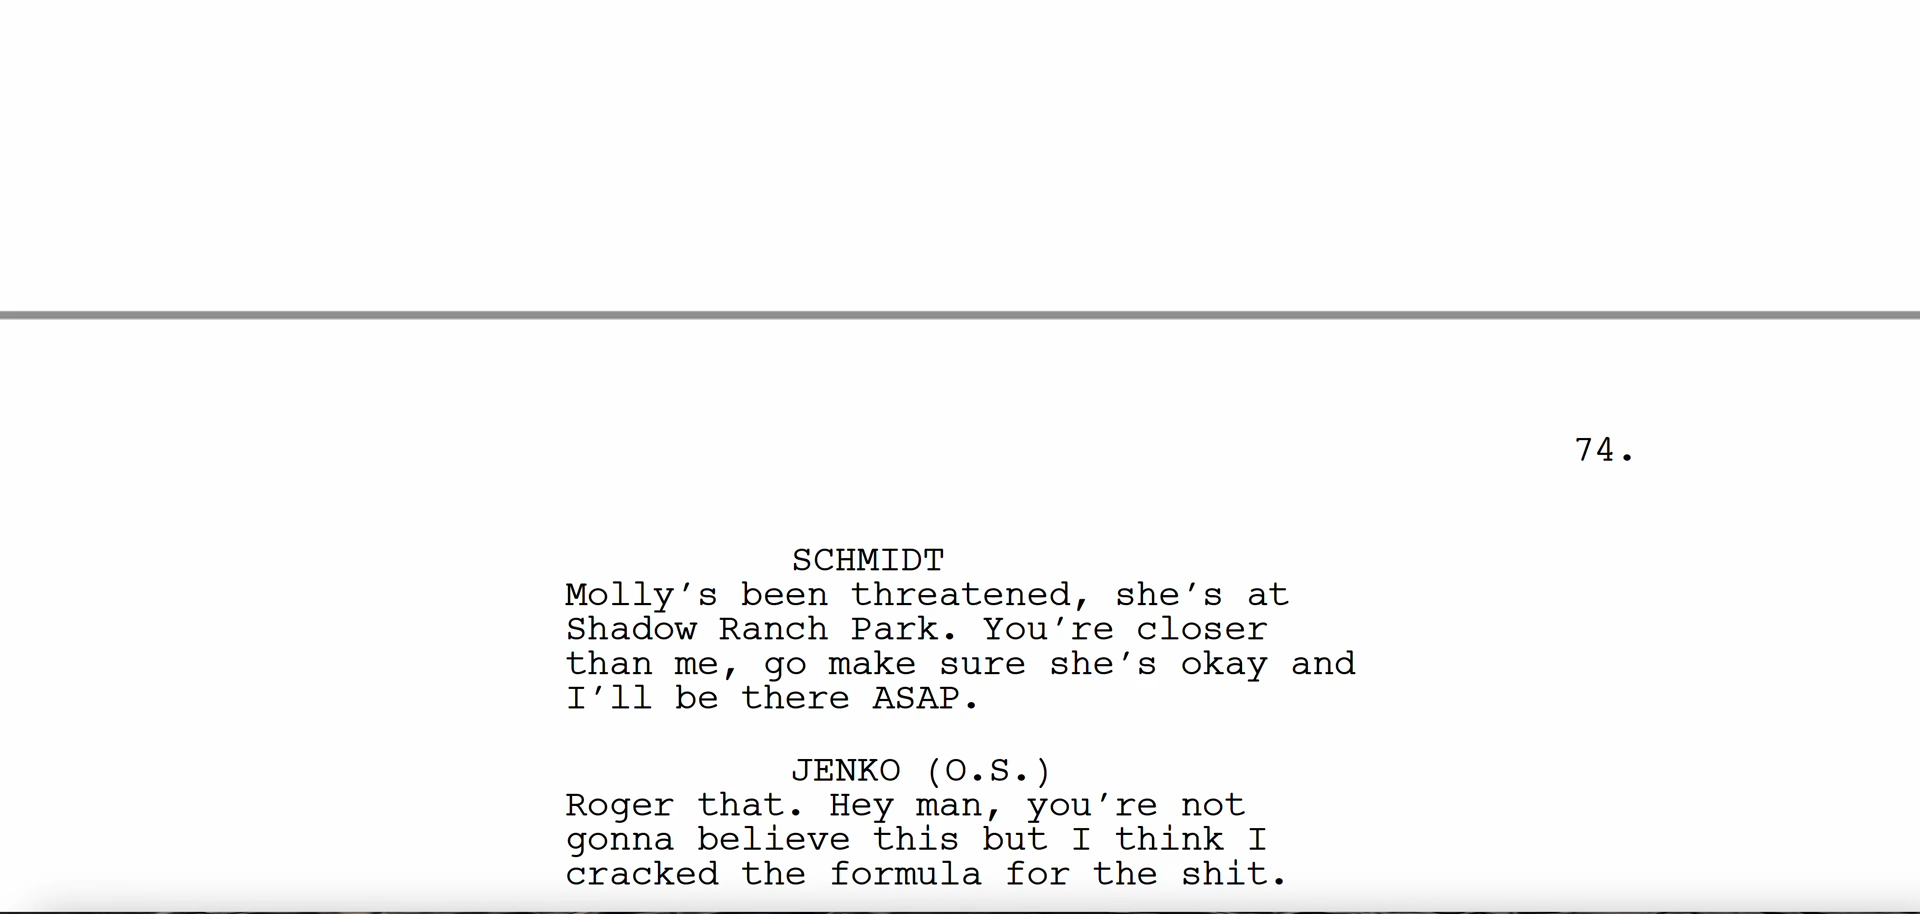 74.
SCHMIDT
Molly’s been threatened, she’s at
Shadow Ranch Park. You’re closer
than me, go make sure she’s okay and
I’ll be there ASAP.
JENKO (O.S.)
Roger that. Hey man, you’re not
gonna believe this but I think I
cracked the formula for the shit.